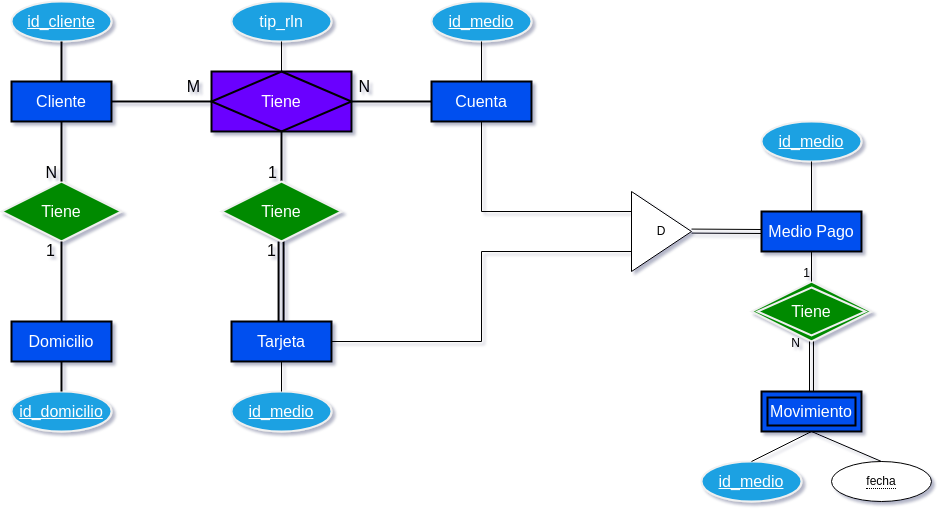 id_cliente
tip_rln
id_medio
Cliente
M
Tiene
N
Cuenta
id_medio
N
1
Tiene
Tiene
D
Medio Pago
1
1
1
Tiene
N
Domicilio
Tarjeta
id_domicilio
id_medio
Movimiento
id_medio
fecha